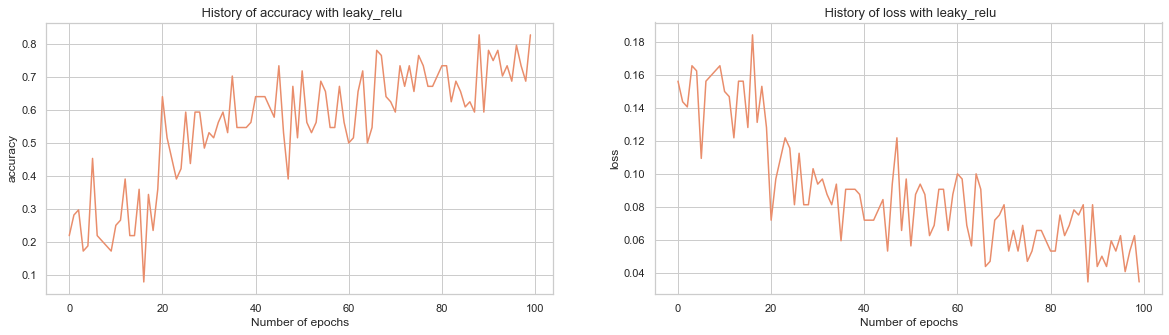 History of accuracy with leaky_relu
accuracy
0.8
0.7
0.6
0.5
0.4
0.3
0.2
0.1
0 20 40 60 80 100
Number of epochs
History of loss with leaky_relu
loss
0.18
0.16
0.14
0.12
0.10
0.08
0.06
0.04
0 20 40 60 80 100
Number of epochs